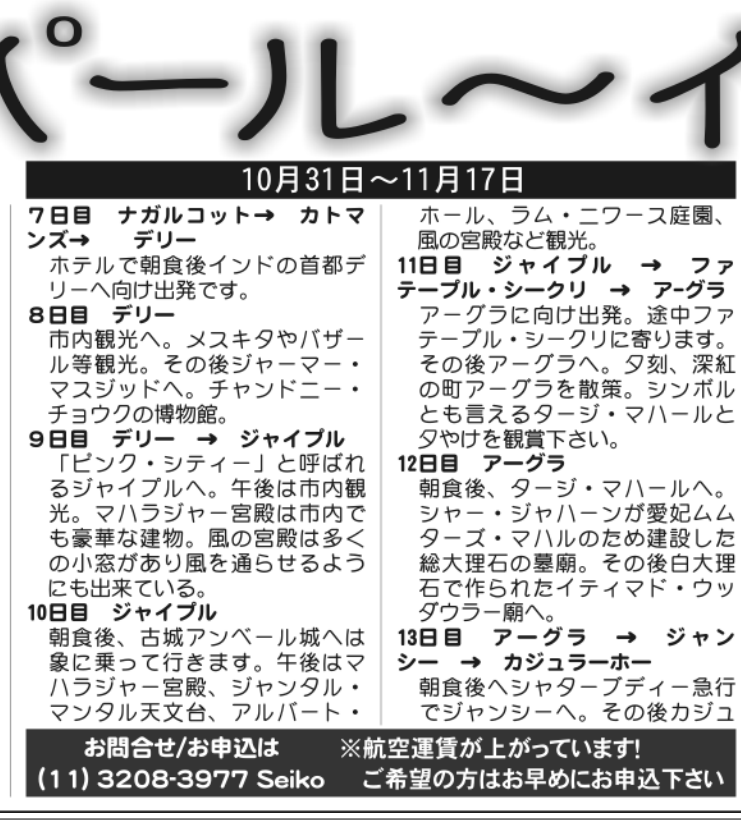 パール～イ
10月31日～11月17日
7日目　ナガルコット→　カトマ
ンズ→　　デリー
ホテルで朝食後インドの首都デ
リーへ向け出発です。
8日目　デリー
市内観光へ。メスキタやバザー
ル等観光。その後ジャーマー・
マスジッドへ。チャンドニー・
チョウクの博物館。
9日目　デリー　→　ジャイプル
「ピンク・シティー」と呼ばれ
るジャイプルへ。午後は市内観
光。マハラジャー宮殿は市内で
も豪華な建物。風の宮殿は多く
の小窓があり風を通らせるよう
にも出来ている。
10日目　ジャイプル
朝食後、古城アンベール城へは
象に乗って行きます。午後はマ
ハラジャー宮殿、ジャンタル・
マンタル天文台、アルバート・
ホール、ラム・ニワース庭園、
風の宮殿など観光。
11日目　ジャイプル　→　ファ
テープル・シークリ　→　アーグラ
アーグラに向け出発。途中ファ
テープル・シークリに寄ります。
その後アーグラへ。夕刻、深紅
の町アーグラを散策。シンボル
とも言えるタージ・マハールと
夕やけを観賞下さい。
12日目　アーグラ
朝食後、タージ・マハールへ。
シャー・ジャハーンが愛妃ムム
ターズ・マハルのため建設した
総大理石の墓廟。その後白大理
石で作られたイティマド・ウッ
ダウラー廟へ。
13日目　アーグラ　→　ジャン
シー　→　カジュラーホー
朝食後へシャターブディー急行
でジャンシーへ。その後カジュ
お問合せ/お申込は
(11) 3208-3977 Seiko
※航空運賃が上がっています!
ご希望の方はお早めにお申込下さい